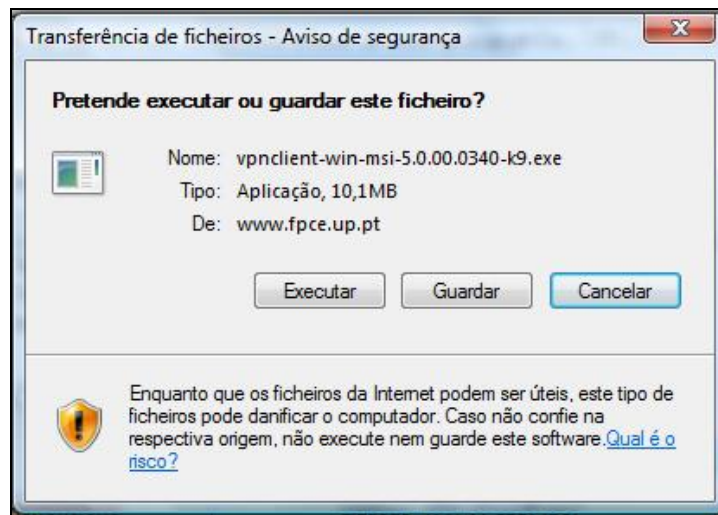 Transferência de ficheiros - Aviso de segurança
Pretende executar ou guardar este ficheiro?
Nome: vpnclient-win-msi-5.0.00.0340-k9.exe
Tipo: Aplicação, 10,1MB
De: www.fpce.up.pt
Executar Guardar Cancelar
Enquanto que os ficheiros da Internet podem ser úteis, este tipo de
ficheiros pode danificar o computador. Caso não confie na
respectiva origem, não execute nem guarde este software.Qual é o
risco?